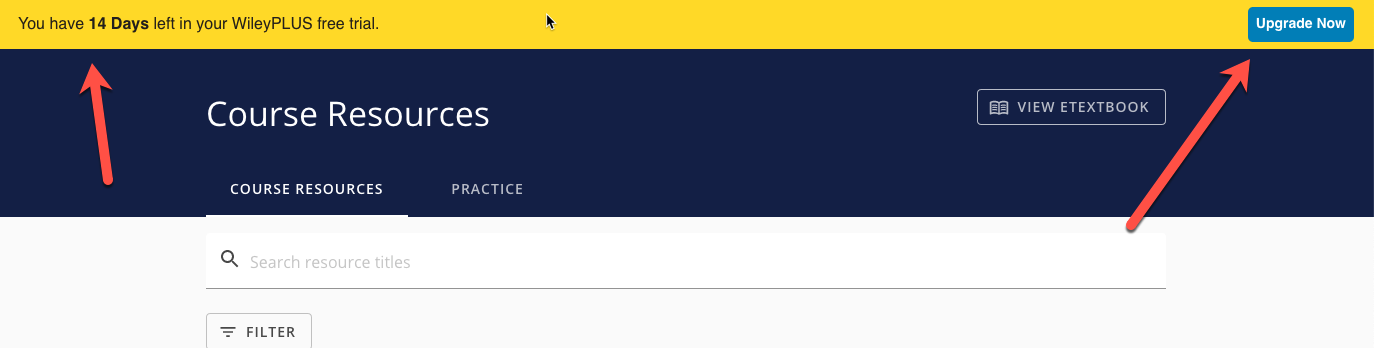 You have 14 Days left in your WileyPLUS free trial.
Upgrade Now
Course Resources
VIEW ETEXTBOOK
COURSE RESOURCES
PRACTICE
Search resource titles
FILTER